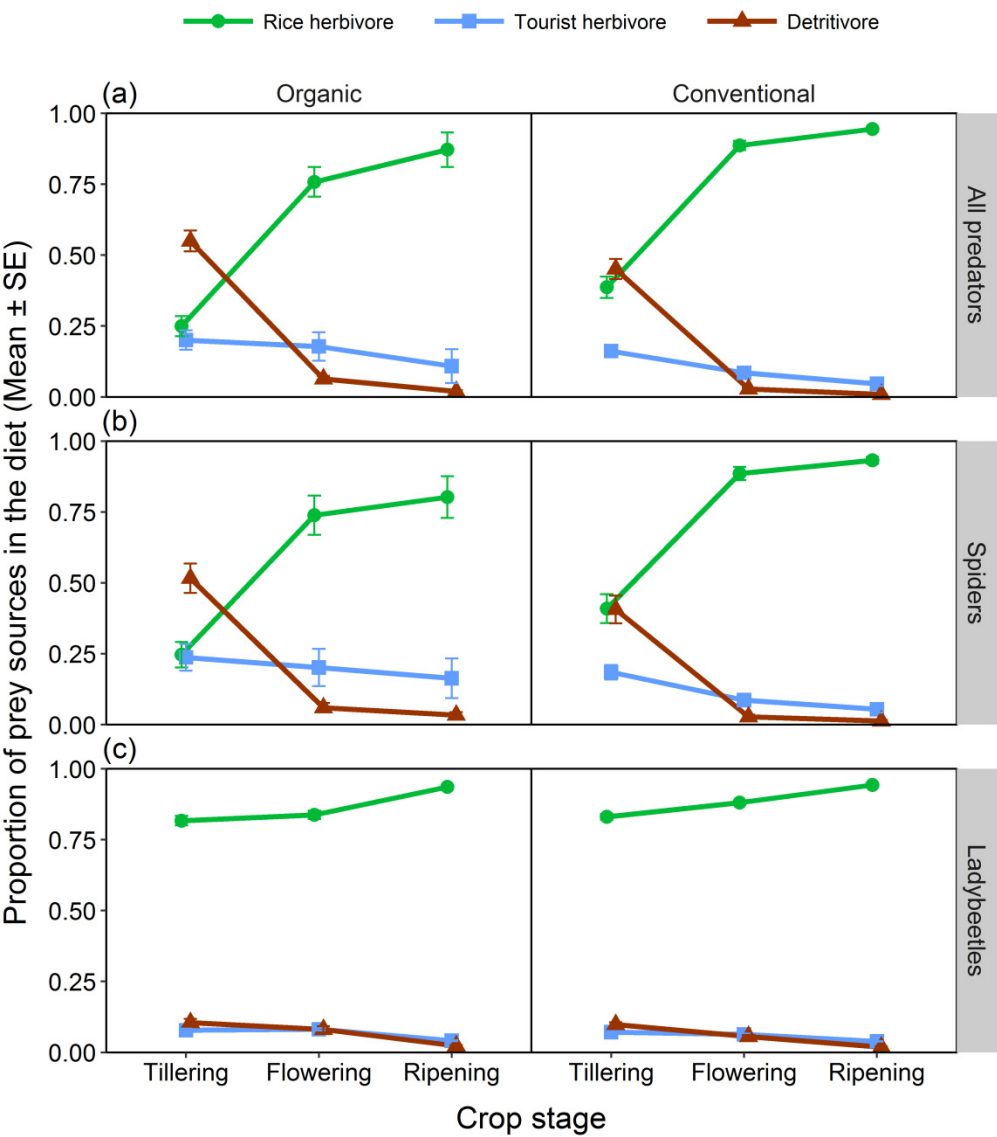 Rice herbivore Tourist herbivore Detritivore
(a)
Organic Conventional
1.00
0.75
0.50
0.25
0.00
All predators
(b)
1.00
0.75
0.50
0.25
0.00
Spiders
(c)
1.00
0.75
0.50
0.25
0.00
Ladybeetles
Proportion of prey sources in the diet (Mean ± SE)
Tillering Flowering Ripening Tillering Flowering Ripening
Crop stage